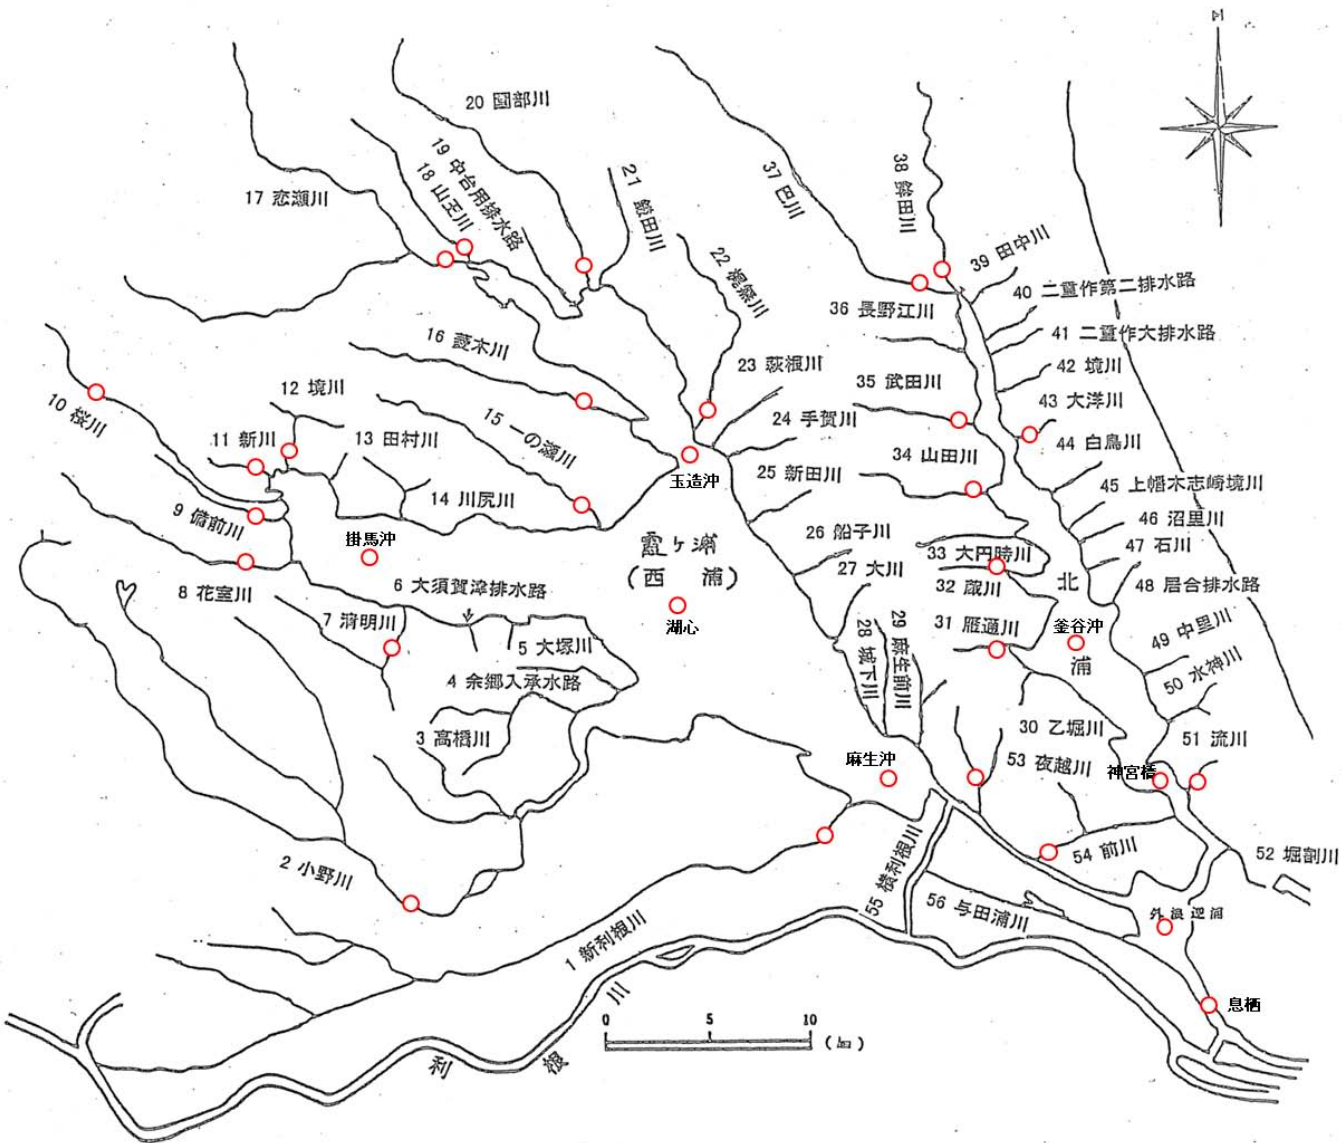 20 園部川
19 中台用排水路
18 山王川
17 恋瀬川
21 鎌田川
22 梶無川
37 巴川
38 鉾田川
39 田中川
40 二重作第二排水路
36 長野江川
41 二重作大排水路
16 菱木川
23 萩根川
35 武田川
42 境川
12 境川
43 大洋川
10 桜川
11 新川
13 田村川
15 一の瀬川
24 手賀川
44 白鳥川
34 山田川
玉造沖
25 新田川
45 上幡木志崎境川
14 川尻川
9 備前川
46 沼里川
掛馬沖
霞ヶ浦
(西 浦)
26 船子川
33 大円時川
47 石川
27 大川
32 蔵川
北
浦
48 居合排水路
8 花室川
6 大須賀津排水路
7 清明川
湖心
31 雁通川
釜谷沖
49 中里川
5 大塚川
28 城下川
29 麻生前川
50 水神川
4 余郷入承水路
3 高橋川
30 乙堀川
51 流川
麻生沖
53 夜越川
神宮橋
2 小野川
55 横利根川
54 前川
52 堀割川
56 与田浦川
外浪逆浦
1 新利根川
息栖
0 5 10 (㎞)
利 根 川